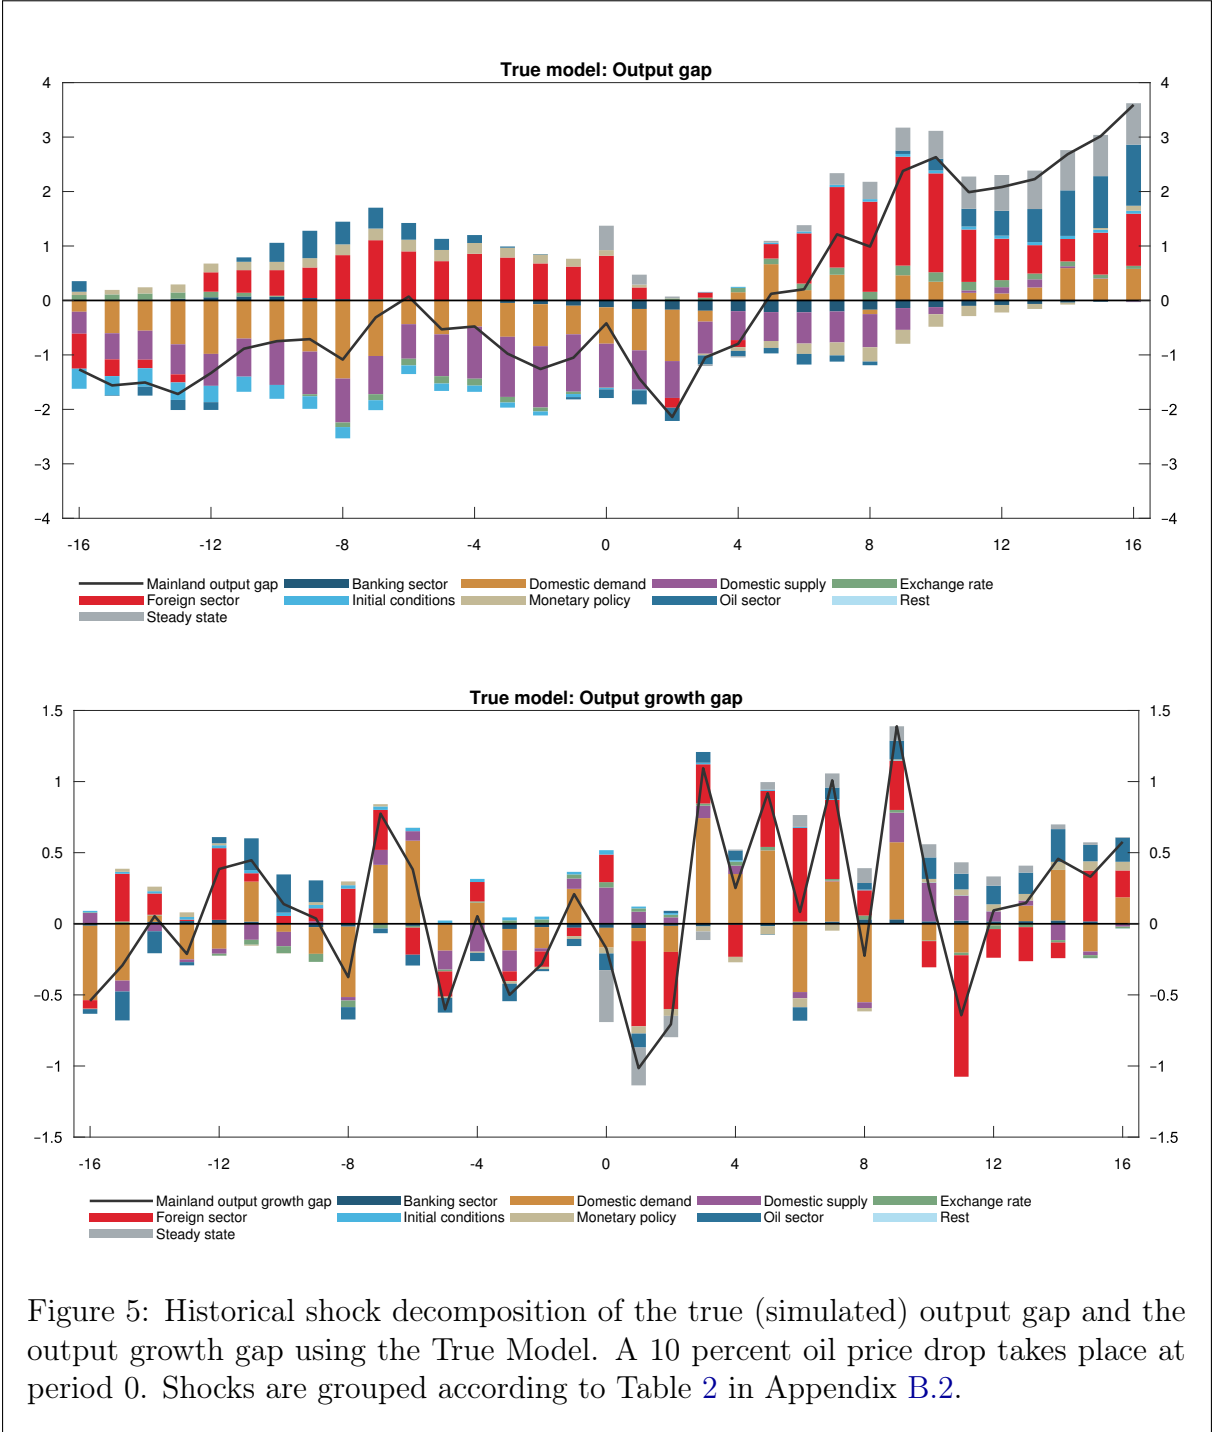 True model: Output gap
4 4
3 3
2 2
1 1
0 0
−1 −1
−2 −2
−3 −3
−4 −4
-16 -12 -8 -4 0 4 8 12 16
Mainland output gap Banking sector Domestic demand Domestic supply Exchange rate
Foreign sector Initial conditions Monetary policy Oil sector Rest
Steady state
True model: Output growth gap
1.5 1.5
1 1
0.5 0.5
0 0
−0.5 −0.5
−1 −1
−1.5 −1.5
-16 -12 -8 -4 0 4 8 12 16
Mainland output growth gap Banking sector Domestic demand Domestic supply Exchange rate
Foreign sector Initial conditions Monetary policy Oil sector Rest
Steady state
Figure 5: Historical shock decomposition of the true (simulated) output gap and the
output growth gap using the True Model. A 10 percent oil price drop takes place at
period 0. Shocks are grouped according to Table 2 in Appendix B.2.